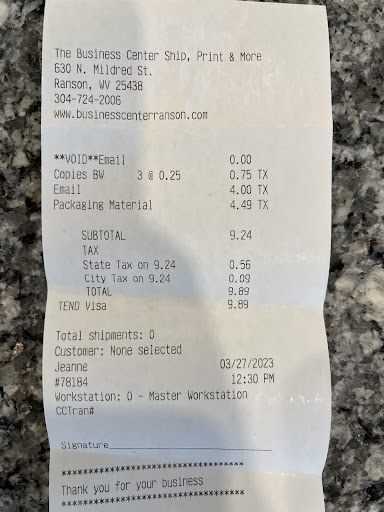 The Business Center Ship, Print & More
630 N. Mildred St.
Ranson, WV 25438
304-724-2006
www.businesscenterranson.com
**VOID**Email 0.00
Copies BW 3 @ 0.25 0.75 TX
Email 4.00 TX
Packaging Material 4.49 TX
SUBTOTAL 9.24
TAX
State Tax on 9.24 0.56
City Tax on 9.24 0.09
TOTAL 9.89
TEND Visa 9.89
Total shipments: 0
Customer: None selected
Jeanne 03/27/2023
#78184 12:30 PM
Workstation: 0 - Master Workstation
CCTran#
Signature______________________________
***********************************
Thank you for your business
***********************************